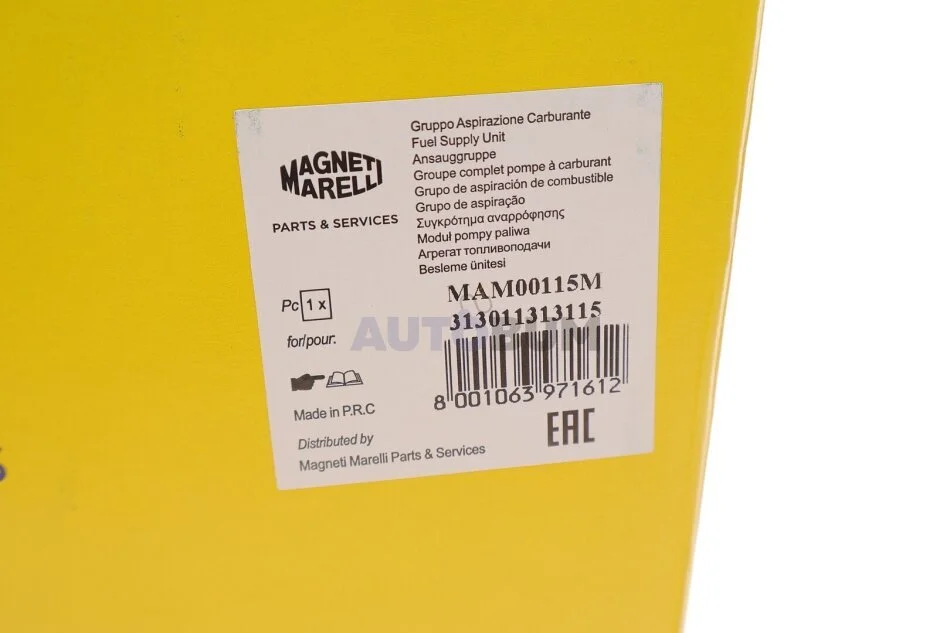 MAGNETI
MARELLI
PARTS & SERVICES
Gruppo Aspirazione Carburante
Fuel Supply Unit
Ansauggruppe
Groupe complet pompe à carburant
Grupo de aspiración de combustible
Grupo de aspiração
Συγκρότημα αναρρόφησης
Moduł pompy paliwa
Агрегат топливоподачи
Besleme ünitesi
MAM00115M
313011313115
Pc 1 x
for/pour.
AUTOBUM
8 001063 971612
Made in P.R.C
EAC
Distributed by
Magneti Marelli Parts & Services